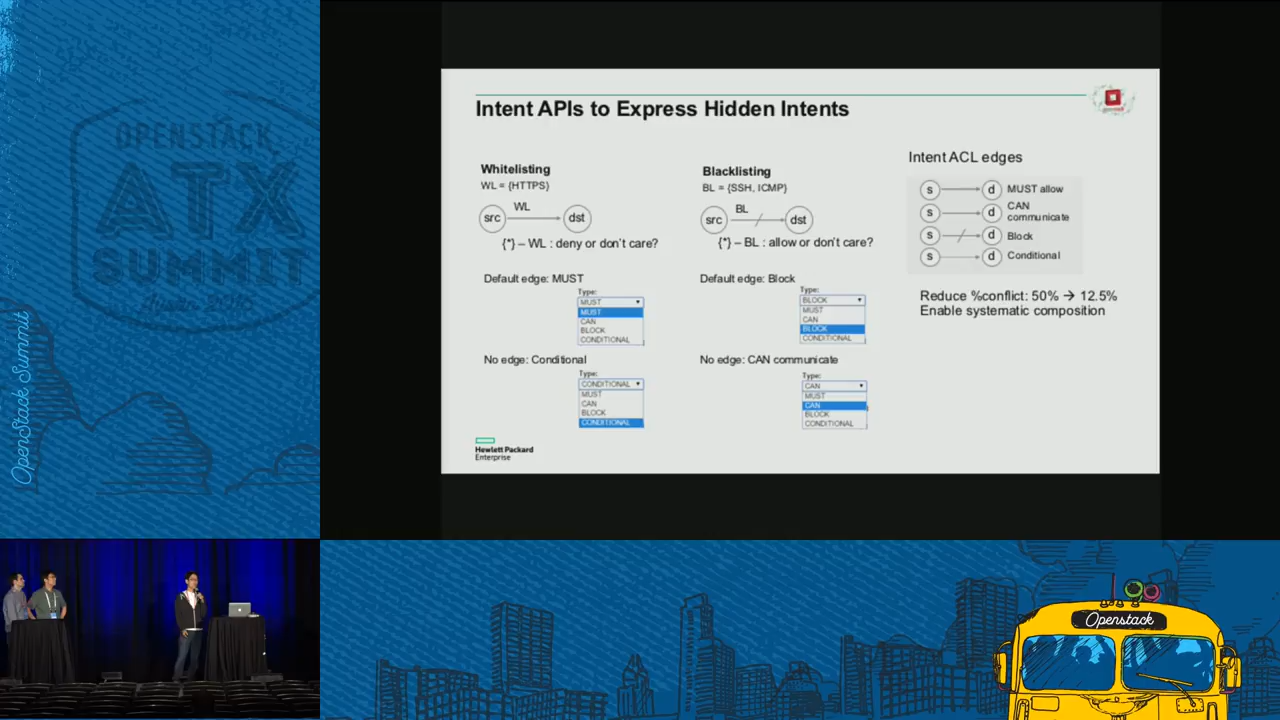 OPENSTACK
ATX
SUMMIT
OpenStack Summit
Intent APIs to Express Hidden Intents
Whitelisting
WL = {HTTPS}
WL
src
dst
{*} – WL : deny or don't care?
Default edge: MUST
Type:
MUST
MUST
CAN
BLOCK
CONDITIONAL
No edge: Conditional
Type:
CONDITIONAL
MUST
CAN
BLOCK
CONDITIONAL
Blacklisting
BL = {SSH, ICMP}
BL
src
dst
{*} – BL : allow or don't care?
Default edge: Block
Type:
BLOCK
MUST
CAN
BLOCK
CONDITIONAL
No edge: CAN communicate
Type:
CAN
MUST
CAN
BLOCK
CONDITIONAL
Intent ACL edges
s d MUST allow
s d CAN
communicate
s d Block
s d Conditional
Reduce %conflict: 50% → 12.5%
Enable systematic composition
Hewlett Packard
Enterprise
Openstack